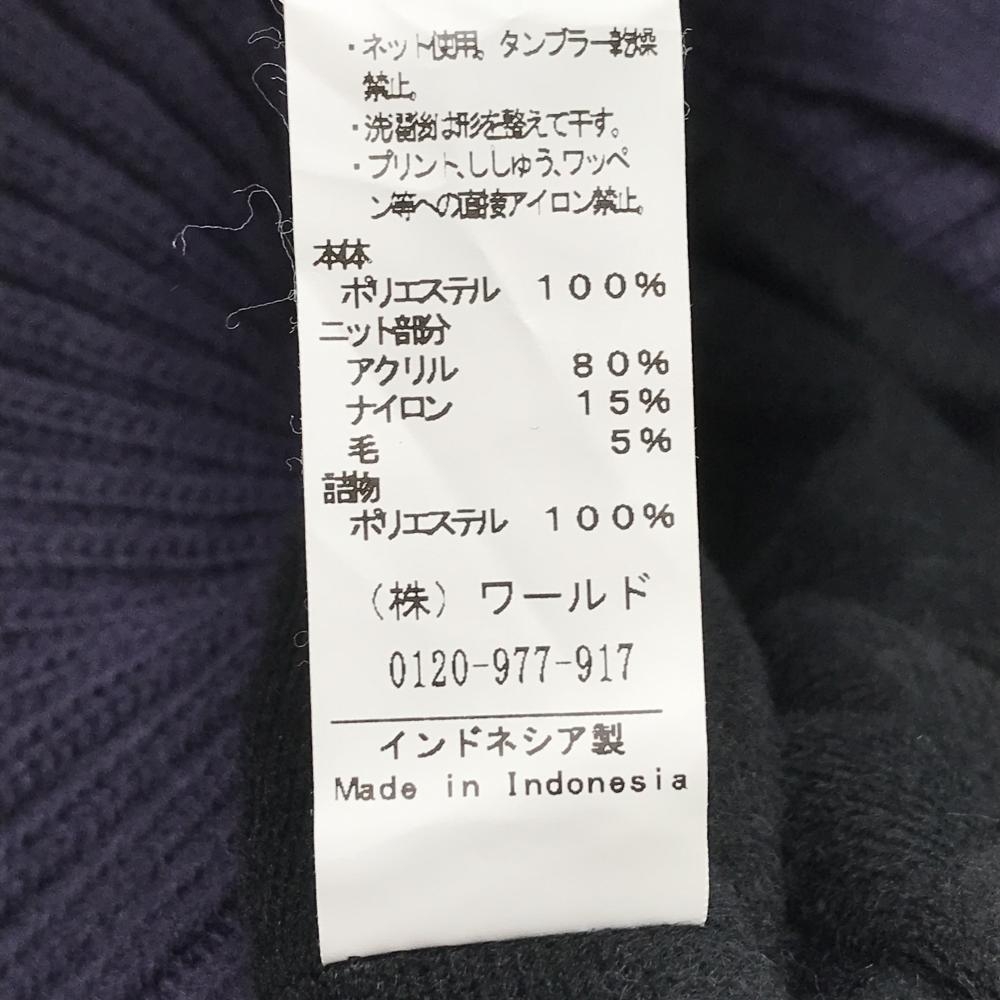 ・ネット使用。タンブラー乾燥
禁止。
・洗濯後は形を整えて干す。
・プリント、ししゅう、ワッペ
ン等への直接アイロン禁止。
本体
ポリエステル　１００％
ニット部分
アクリル　８０％
ナイロン　１５％
毛　５％
詰物
ポリエステル　１００％
（株）ワールド
0120-977-917
インドネシア製
Made in Indonesia